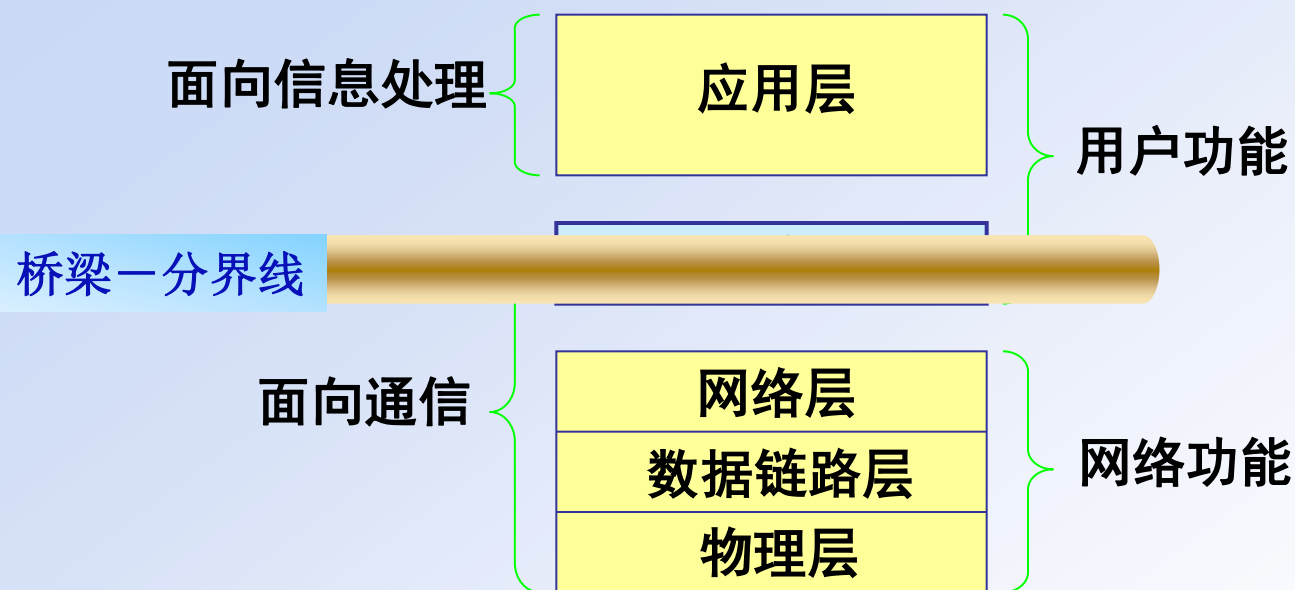 面向信息处理
应用层
用户功能
桥梁－分界线
面向通信
网络层
数据链路层
物理层
网络功能